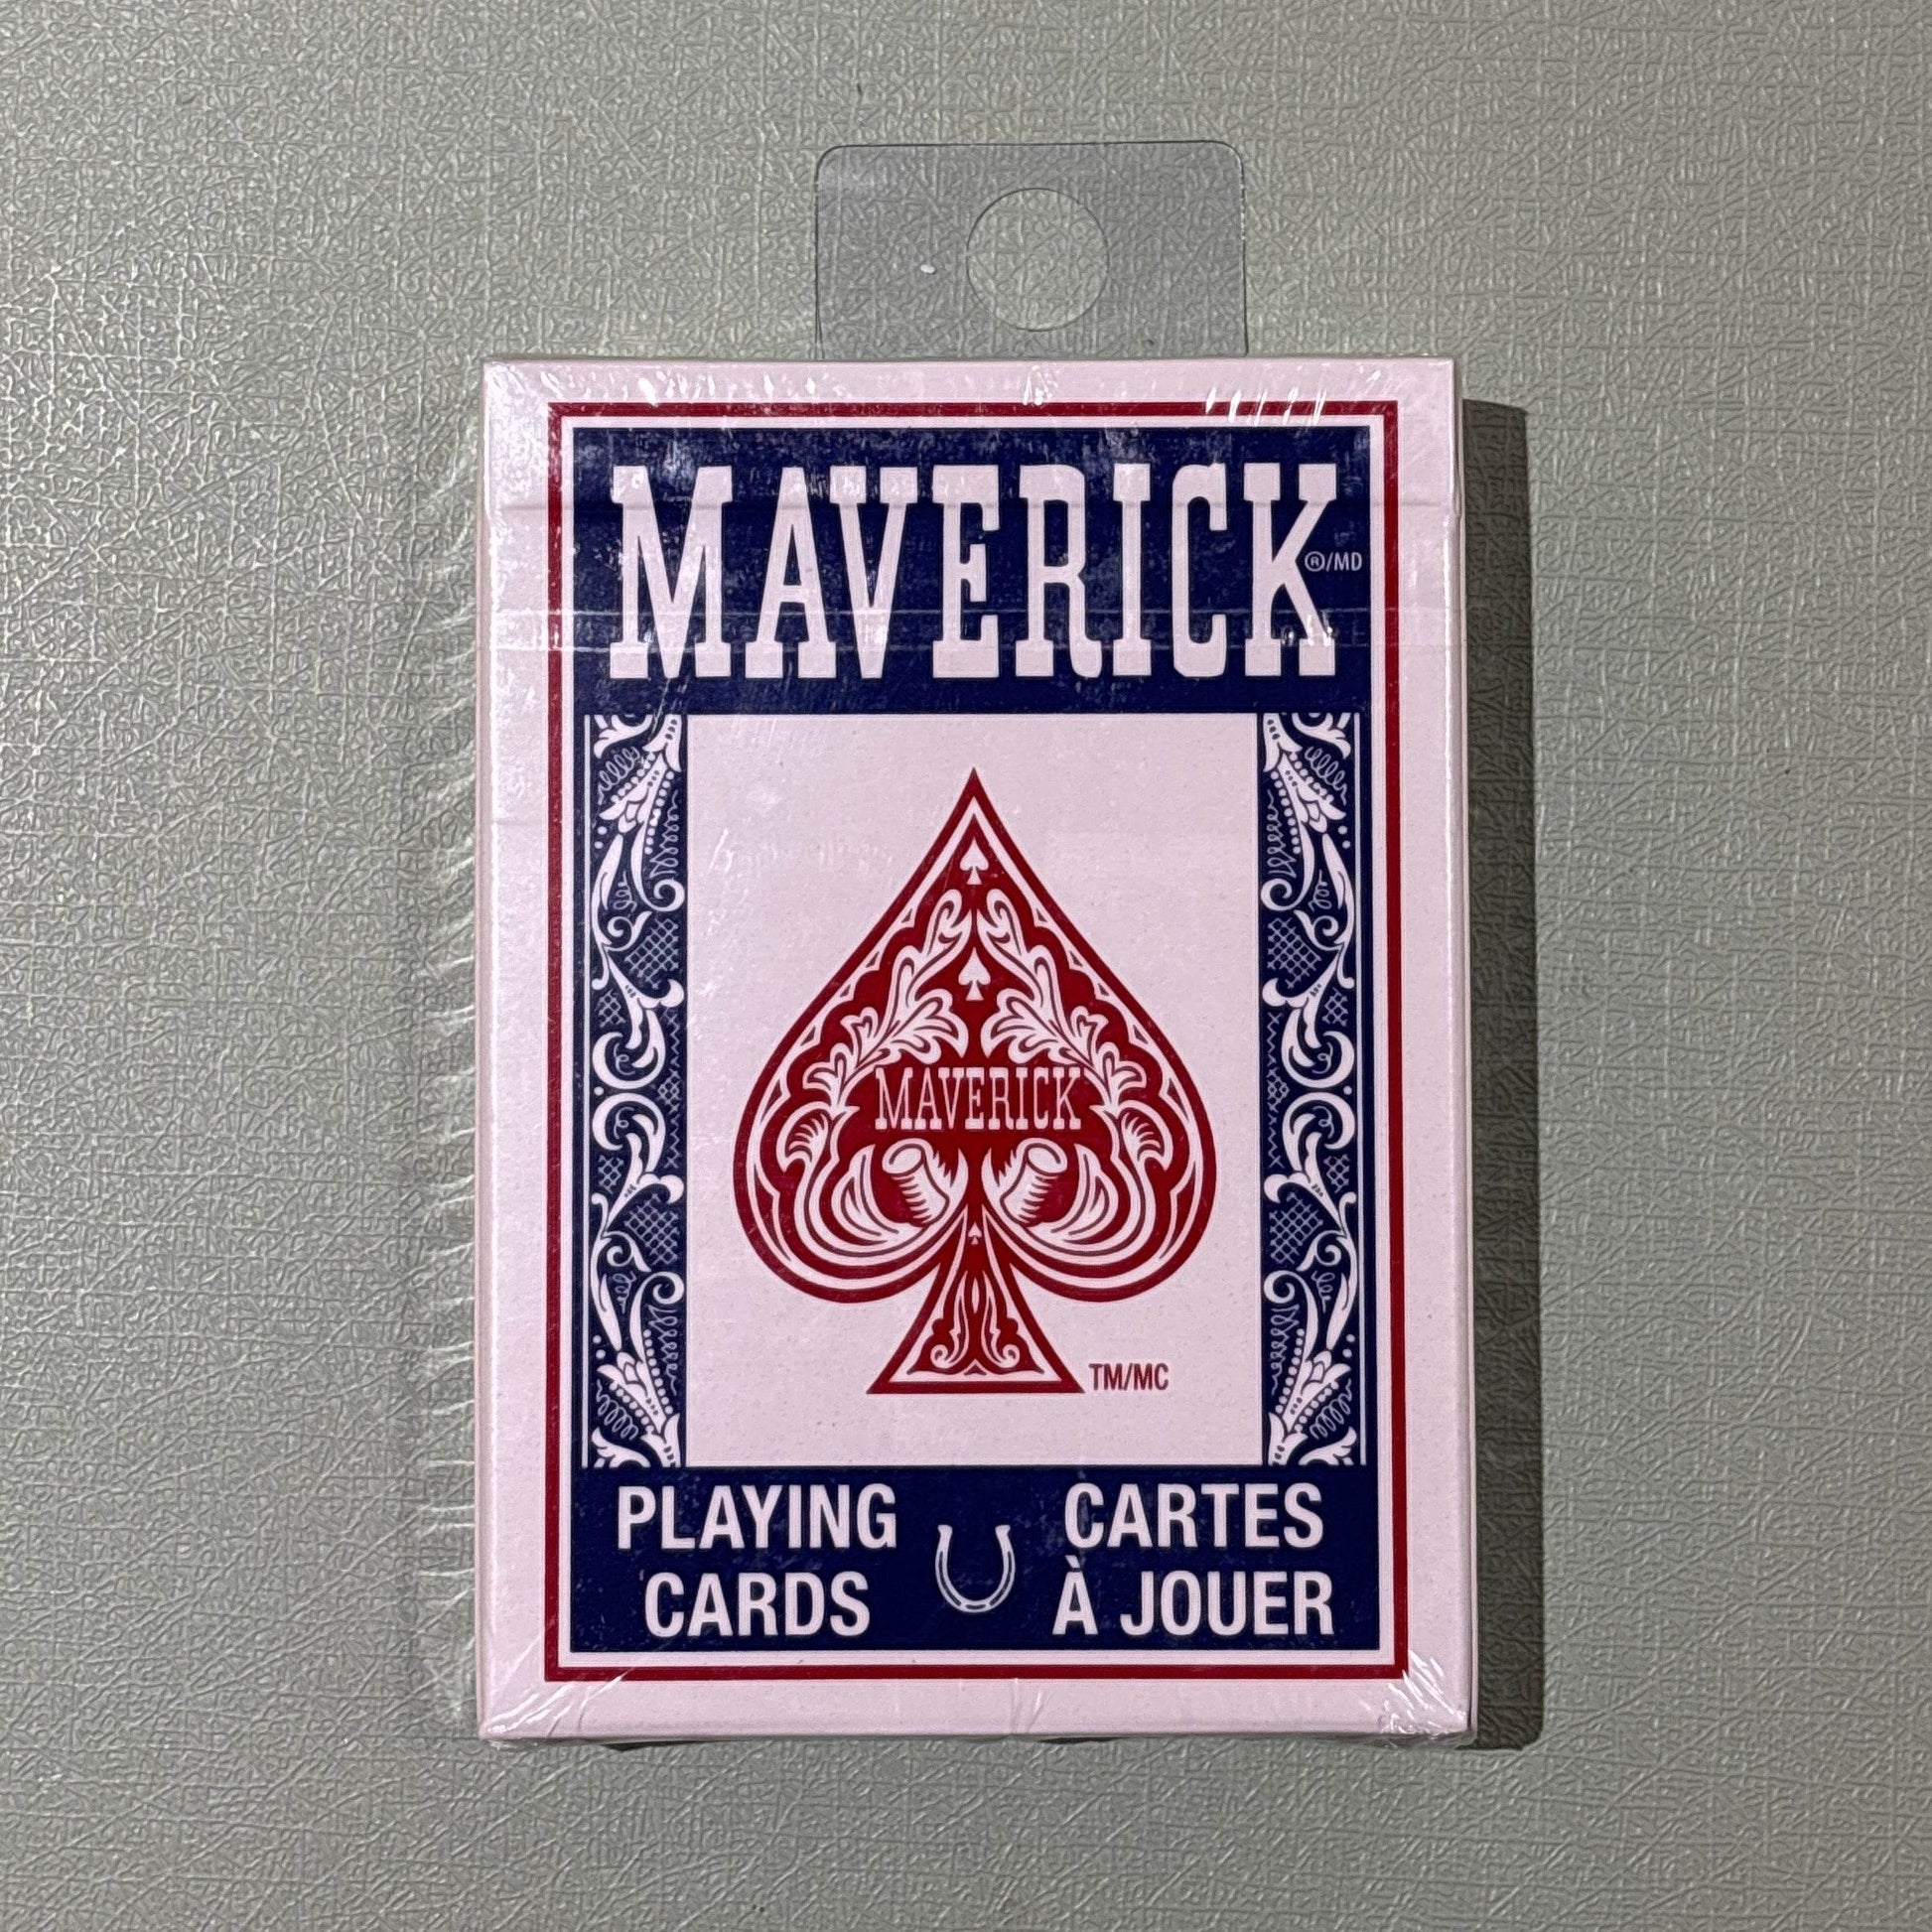 MAVERICK
®/MD
MAVERICK
TM/MC
PLAYING
CARDS
CARTES
À JOUER